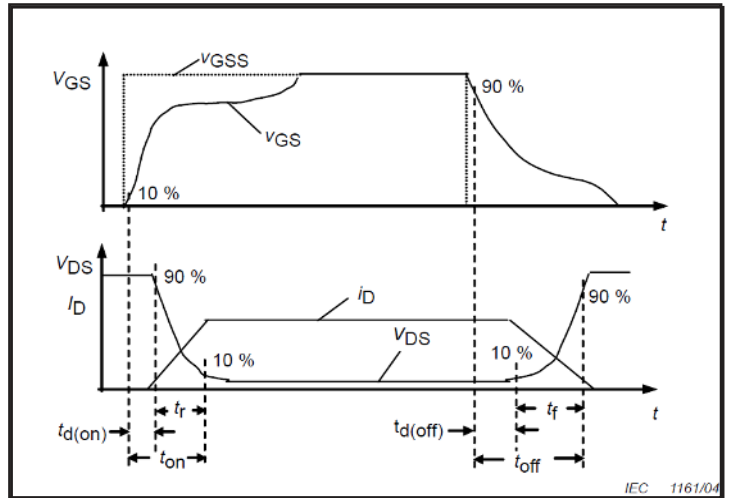 vGSS
VGS
90 %
vGS
10 %
t
VDS
90 %
iD
90 %
ID
VDS
10 %
10 %
tr
tf
t
td(on)
td(off)
ton
toff
IEC 1161/04